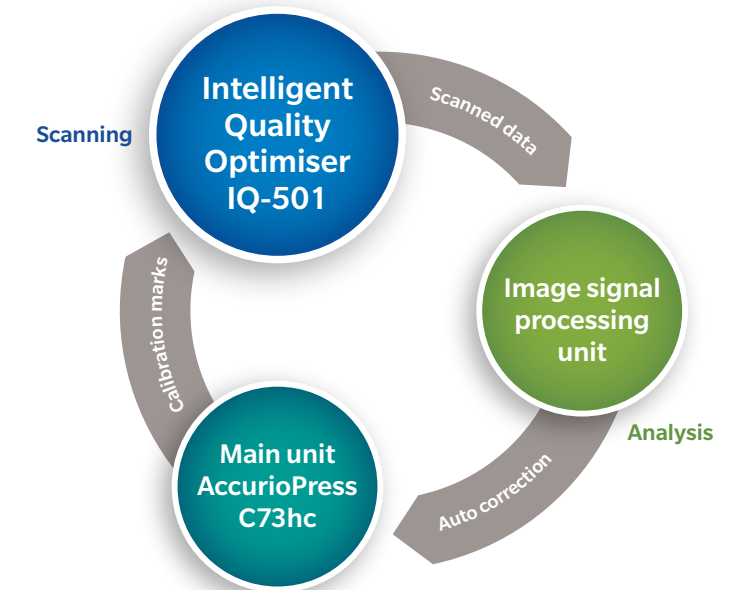 Scanning
Intelligent
Quality
Optimiser
IQ-501
Scanned data
Image signal
processing
unit
Analysis
Auto correction
Main unit
AccurioPress
C73hc
Calibration marks